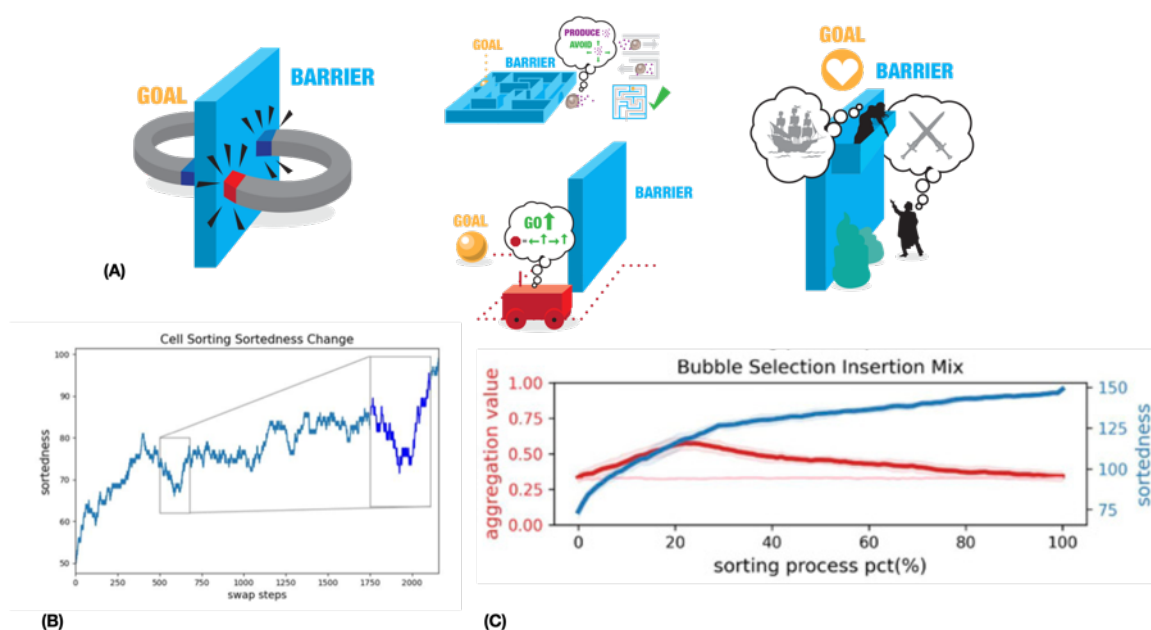 GOAL
BARRIER
GOAL
BARRIER
PRODUCE
AVOID
GOAL
BARRIER
GOAL
GO
BARRIER
(A)
Cell Sorting Sortedness Change
100
90
80
70
60
50
sortedness
0
250
500
750
1000
1250
1500
1750
2000
swap steps
(B)
Bubble Selection Insertion Mix
1.00
0.75
0.50
0.25
0.00
aggregation value
150
125
100
75
sortedness
0
20
40
60
80
100
sorting process pct(%)
(C)